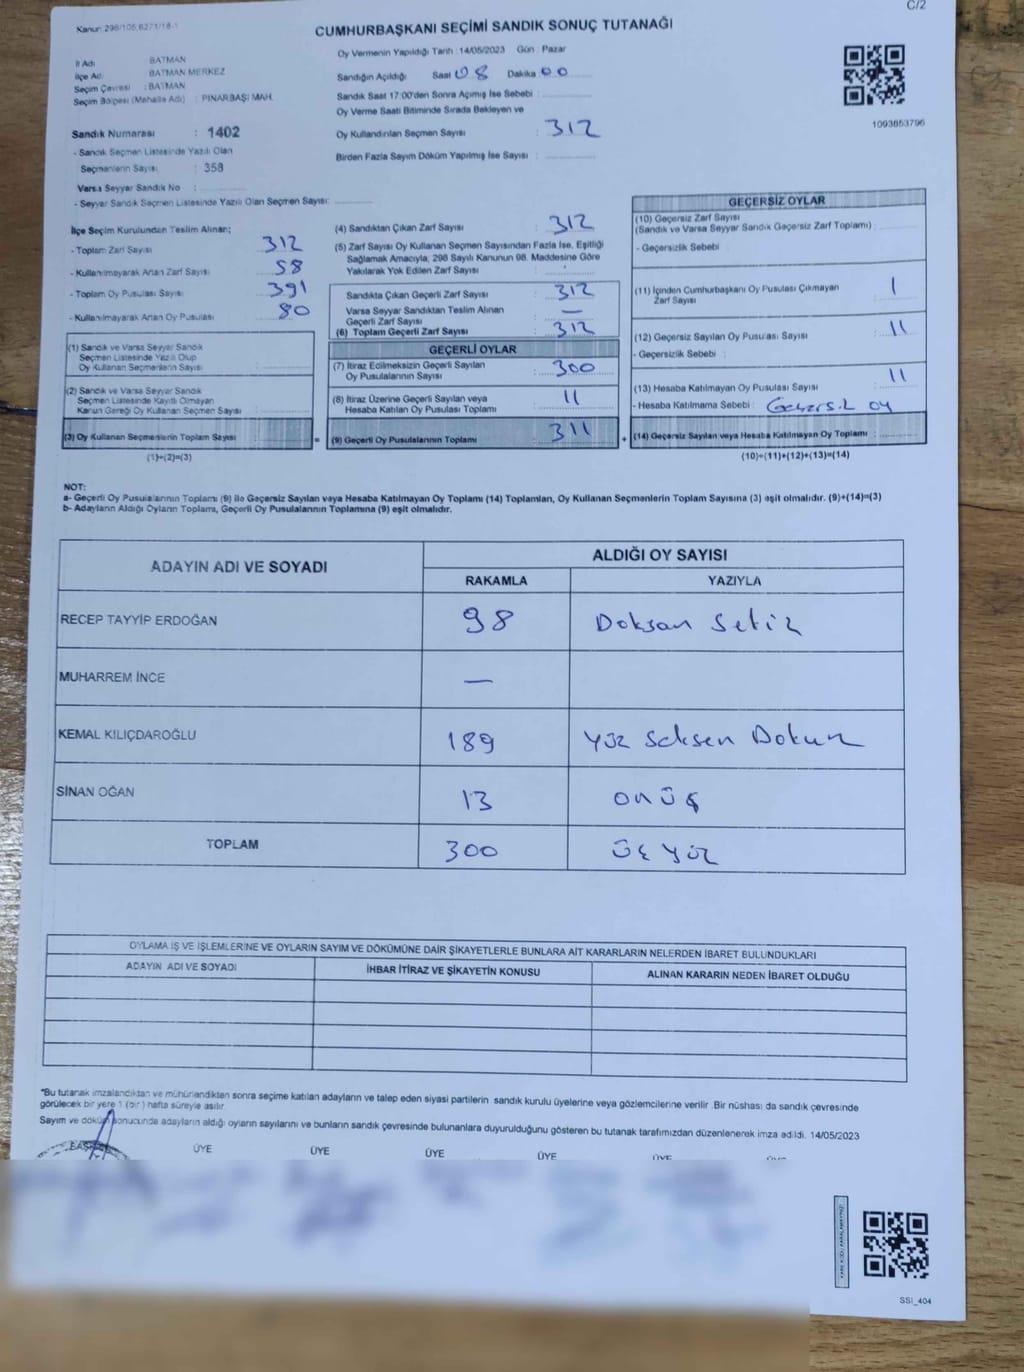 C/2
Kanun: 298/105,6271/18-1
CUMHURBAŞKANI SEÇİMİ SANDIK SONUÇ TUTANAĞI
İl Adı BATMAN
İlçe Adı BATMAN MERKEZ
Seçim Çevresi : BATMAN
Seçim Bölgesi (Mahalle Adı) : PINARBAŞI MAH.
Sandık Numarası : 1402
- Sandık Seçmen Listesinde Yazılı Olan
Seçmenlerin Sayısı : 358
Varsa Seyyar Sandık No :
- Seyyar Sandık Seçmen Listesinde Yazılı Olan Seçmen Sayısı:
Oy Vermenin Yapıldığı Tarih :14/05/2023 Gün : Pazar
Sandığın Açıldığı Saat 08 Dakika 00
Sandık Saat 17:00'den Sonra Açımış İse Sebebi :
Oy Verme Saati Bitiminde Sırada Bekleyen ve
Oy Kullandırılan Seçmen Sayısı : 312
Birden Fazla Sayım Döküm Yapılmış İse Sayısı :
1093853796
İlçe Seçim Kurulundan Teslim Alınan;
- Toplam Zarf Sayısı 312
- Kullanılmayarak Artan Zarf Sayısı 58
- Toplam Oy Pusulası Sayısı 391
- Kullanılmayarak Artan Oy Pusulası 80
(1) Sandık ve Varsa Seyyar Sandık
Seçmen Listesinde Yazılı Olup
Oy Kullanan Seçmenlerin Sayısı :
(2) Sandık ve Varsa Seyyar Sandık
Seçmen Listesinde Kayıtlı Olmayan
Kanun Gereği Oy Kullanan Seçmen Sayısı :
(3) Oy Kullanan Seçmenlerin Toplam Sayısı :
(1)+(2)=(3)
(4) Sandıktan Çıkan Zarf Sayısı : 312
(5) Zarf Sayısı Oy Kullanan Seçmen Sayısından Fazla İse, Eşitliği
Sağlamak Amacıyla, 298 Sayılı Kanunun 98. Maddesine Göre
Yakılarak Yok Edilen Zarf Sayısı :
Sandıkta Çıkan Geçerli Zarf Sayısı : 312
Varsa Seyyar Sandıktan Teslim Alınan
Geçerli Zarf Sayısı : —
(6) Toplam Geçerli Zarf Sayısı : 312
GEÇERLİ OYLAR
(7) İtiraz Edilmeksizin Geçerli Sayılan
Oy Pusulalarının Sayısı : 300
(8) İtiraz Üzerine Geçerli Sayılan veya
Hesaba Katılan Oy Pusulası Toplamı : 11
= (9) Geçerli Oy Pusulalarının Toplamı : 311 +
GEÇERSİZ OYLAR
(10) Geçersiz Zarf Sayısı
(Sandık ve Varsa Seyyar Sandık Geçersiz Zarf Toplamı) :
- Geçersizlik Sebebi :
(11) İçinden Cumhurbaşkanı Oy Pusulası Çıkmayan
Zarf Sayısı : 1
(12) Geçersiz Sayılan Oy Pusulası Sayısı : 11
- Geçersizlik Sebebi :
(13) Hesaba Katılmayan Oy Pusulası Sayısı : 11
- Hesaba Katılmama Sebebi : Geçersiz oy
(14) Geçersiz Sayılan veya Hesaba Katılmayan Oy Toplamı :
(10)+(11)+(12)+(13)=(14)
NOT:
a- Geçerli Oy Pusulalarının Toplamı (9) ile Geçersiz Sayılan veya Hesaba Katılmayan Oy Toplamı (14) Toplamları, Oy Kullanan Seçmenlerin Toplam Sayısına (3) eşit olmalıdır. (9)+(14)=(3)
b- Adayların Aldığı Oyların Toplamı, Geçerli Oy Pusulalarının Toplamına (9) eşit olmalıdır.
ADAYIN ADI VE SOYADI ALDIĞI OY SAYISI
RAKAMLA YAZIYLA
RECEP TAYYİP ERDOĞAN 98 Doksan Sekiz
MUHARREM İNCE —
KEMAL KILIÇDAROĞLU 189 Yüz Seksen Dokuz
SİNAN OĞAN 13 on üç
TOPLAM 300 üç yüz
OYLAMA İŞ VE İŞLEMLERİNE VE OYLARIN SAYIM VE DÖKÜMÜNE DAİR ŞİKAYETLERLE BUNLARA AİT KARARLARIN NELERDEN İBARET BULUNDUKLARI
ADAYIN ADI VE SOYADI İHBAR İTİRAZ VE ŞİKAYETİN KONUSU ALINAN KARARIN NEDEN İBARET OLDUĞU
*Bu tutanak imzalandıktan ve mühürlendikten sonra seçime katılan adayların ve talep eden siyasi partilerin sandık kurulu üyelerine veya gözlemcilerine verilir .Bir nüshası da sandık çevresinde
görülecek bir yere 1 (bir ) hafta süreyle asılır.
Sayım ve döküm sonucunda adayların aldığı oyların sayılarını ve bunların sandık çevresinde bulunanlara duyurulduğunu gösteren bu tutanak tarafımızdan düzenlenerek imza edildi. 14/05/2023
ÜYE ÜYE ÜYE ÜYE ÜYE
SSI_404